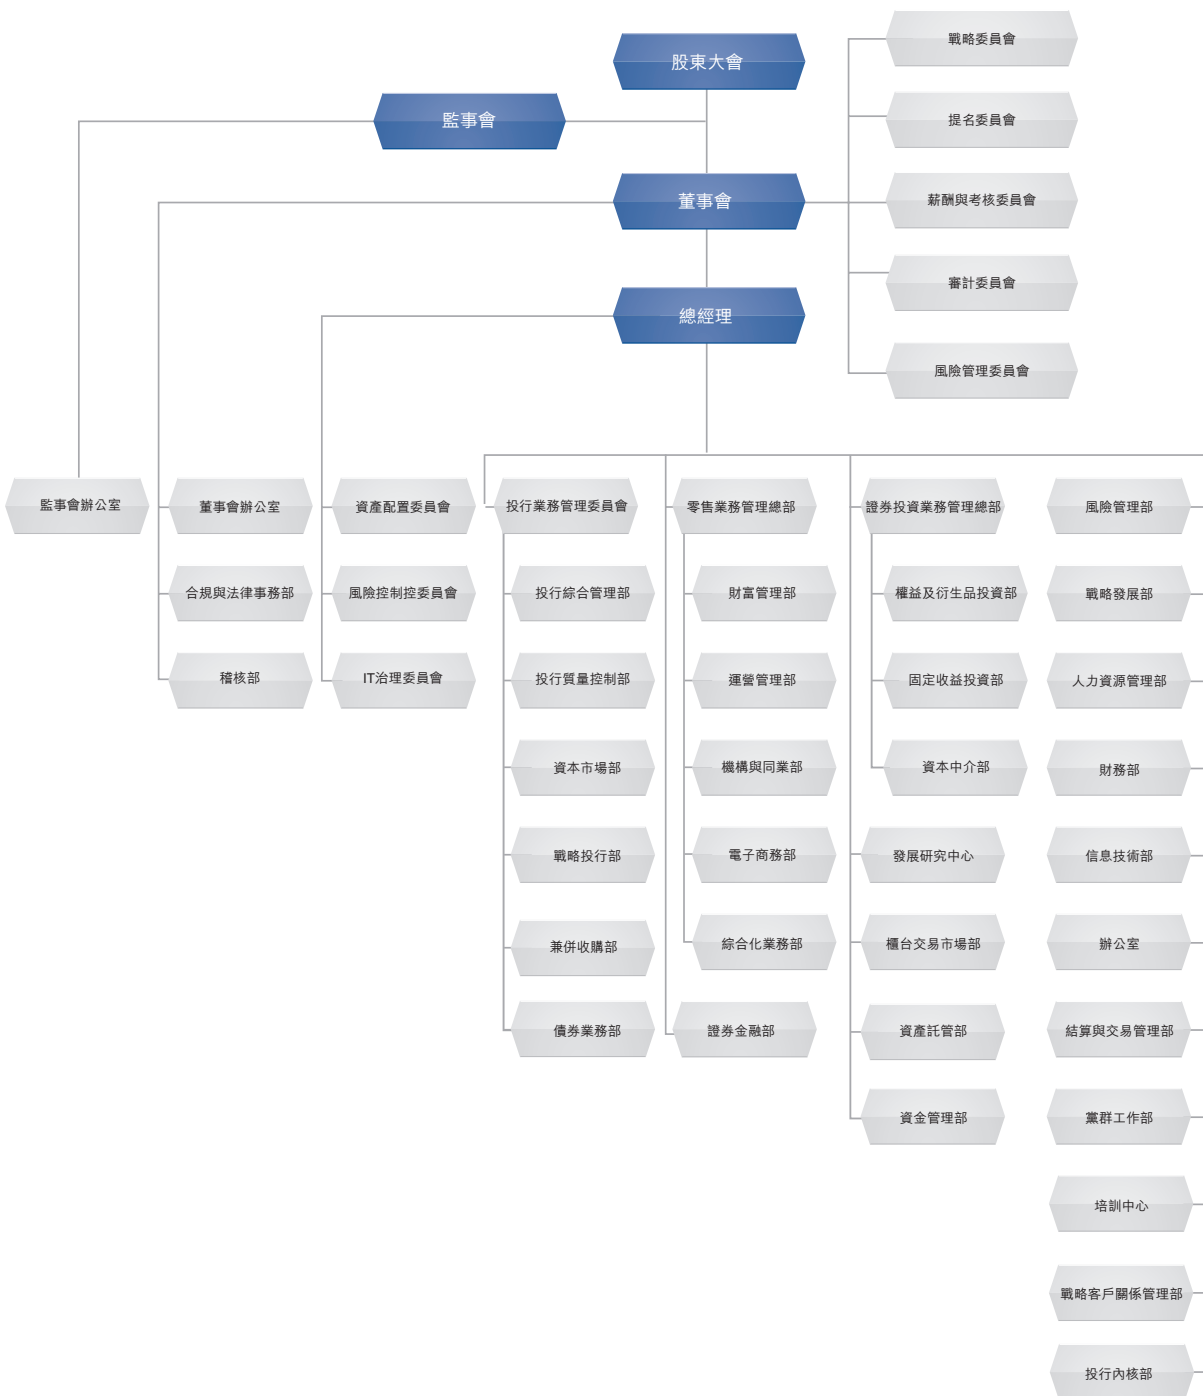 股東大會
監事會
董事會
總經理
戰略委員會
提名委員會
薪酬與考核委員會
審計委員會
風險管理委員會
監事會辦公室
董事會辦公室
合規與法律事務部
稽核部
資產配置委員會
風險控制控委員會
IT治理委員會
投行業務管理委員會
投行綜合管理部
投行質量控制部
資本市場部
戰略投行部
兼併收購部
債券業務部
零售業務管理總部
財富管理部
運營管理部
機構與同業部
電子商務部
綜合化業務部
證券金融部
證券投資業務管理總部
權益及衍生品投資部
固定收益投資部
資本中介部
發展研究中心
櫃台交易市場部
資產託管部
資金管理部
風險管理部
戰略發展部
人力資源管理部
財務部
信息技術部
辦公室
結算與交易管理部
黨群工作部
培訓中心
戰略客戶關係管理部
投行內核部